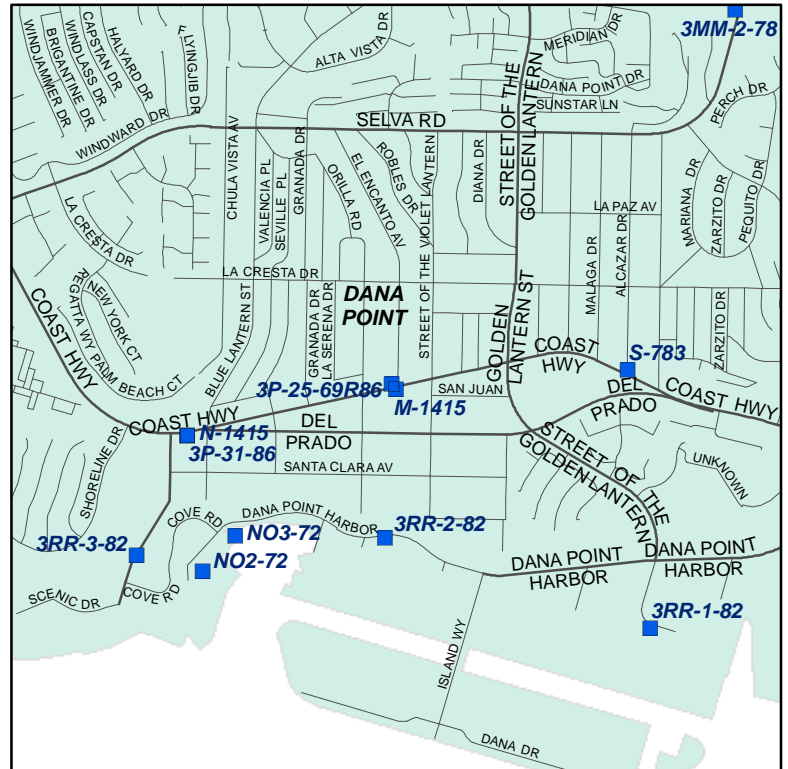 3MM-2-78
MERIDIAN DR
DANA POINT DR
SUNSTAR LN
ALTA VISTA DR
FLYINGJIB DR
HALYARD DR
CAPSTAN DR
WINDLASS DR
BRIGANTINE DR
WINDJAMMER DR
WINDWARD DR
SELVA RD
STREET OF THE
GOLDEN LANTERN
PERCH DR
CHULA VISTA AV
VALENCIA PL
SEVILLE PL
GRANADA DR
ORILLA RD
EL ENCANTO AV
ROBLES DR
STREET OF THE VIOLET LANTERN
DIANA DR
LA PAZ AV
MARIANA DR
ZARZITO DR
PEQUITO DR
LA CRESTA DR
LA CRESTA DR
MALAGA DR
ALCAZAR DR
DANA
POINT
COAST HWY
REGATTA WY
NEW YORK CT
PALM BEACH CT
BLUE LANTERN ST
GRANADA DR
LA SERENA DR
GOLDEN
LANTERN ST
COAST
HWY
S-783
ZARZITO DR
3P-25-69R86
M-1415
SAN JUAN
DEL
PRADO
COAST HWY
COAST HWY
N-1415
3P-31-86
DEL
PRADO
STREET OF THE
GOLDEN LANTERN
UNKNOWN
SANTA CLARA AV
SHORELINE DR
COVE RD
DANA POINT HARBOR
NO3-72
3RR-2-82
3RR-3-82
NO2-72
COVE RD
SCENIC DR
DANA POINT
HARBOR
DANA POINT
HARBOR
3RR-1-82
ISLAND WY
DANA DR